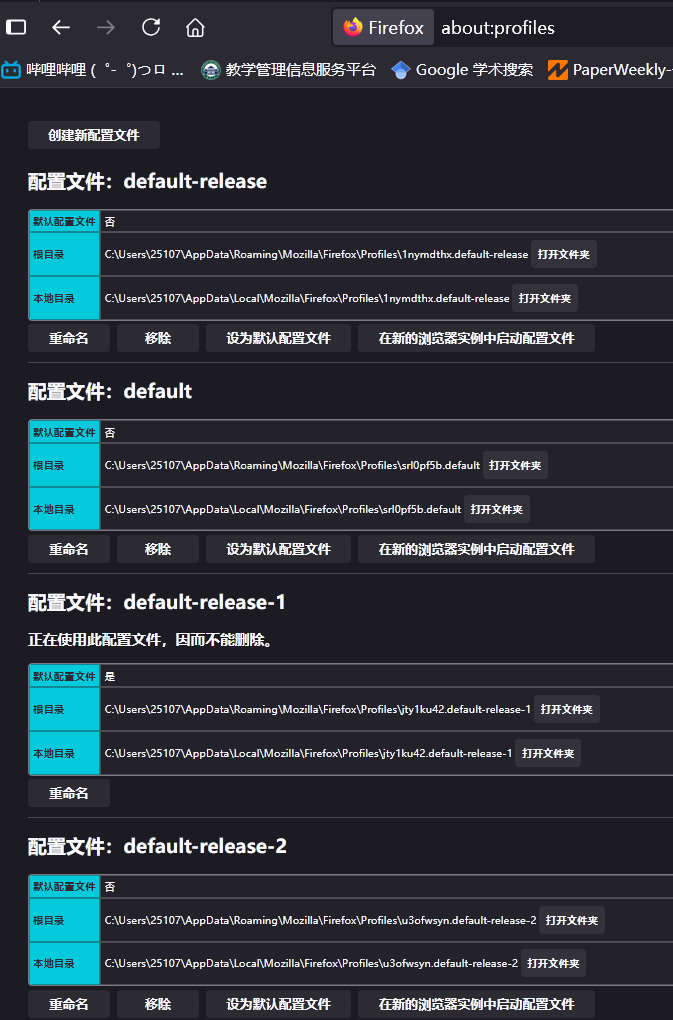 Firefox about:profiles
哔哩哔哩 ( ゜- ゜)つロ ... 教学管理信息服务平台 Google 学术搜索 PaperWeekly-
创建新配置文件
配置文件：default-release
默认配置文件 否
根目录 C:\Users\25107\AppData\Roaming\Mozilla\Firefox\Profiles\1nymdthx.default-release 打开文件夹
本地目录 C:\Users\25107\AppData\Local\Mozilla\Firefox\Profiles\1nymdthx.default-release 打开文件夹
重命名 移除 设为默认配置文件 在新的浏览器实例中启动配置文件
配置文件：default
默认配置文件 否
根目录 C:\Users\25107\AppData\Roaming\Mozilla\Firefox\Profiles\srl0pf5b.default 打开文件夹
本地目录 C:\Users\25107\AppData\Local\Mozilla\Firefox\Profiles\srl0pf5b.default 打开文件夹
重命名 移除 设为默认配置文件 在新的浏览器实例中启动配置文件
配置文件：default-release-1
正在使用此配置文件，因而不能删除。
默认配置文件 是
根目录 C:\Users\25107\AppData\Roaming\Mozilla\Firefox\Profiles\jty1ku42.default-release-1 打开文件夹
本地目录 C:\Users\25107\AppData\Local\Mozilla\Firefox\Profiles\jty1ku42.default-release-1 打开文件夹
重命名
配置文件：default-release-2
默认配置文件 否
根目录 C:\Users\25107\AppData\Roaming\Mozilla\Firefox\Profiles\u3ofwsyn.default-release-2 打开文件夹
本地目录 C:\Users\25107\AppData\Local\Mozilla\Firefox\Profiles\u3ofwsyn.default-release-2 打开文件夹
重命名 移除 设为默认配置文件 在新的浏览器实例中启动配置文件